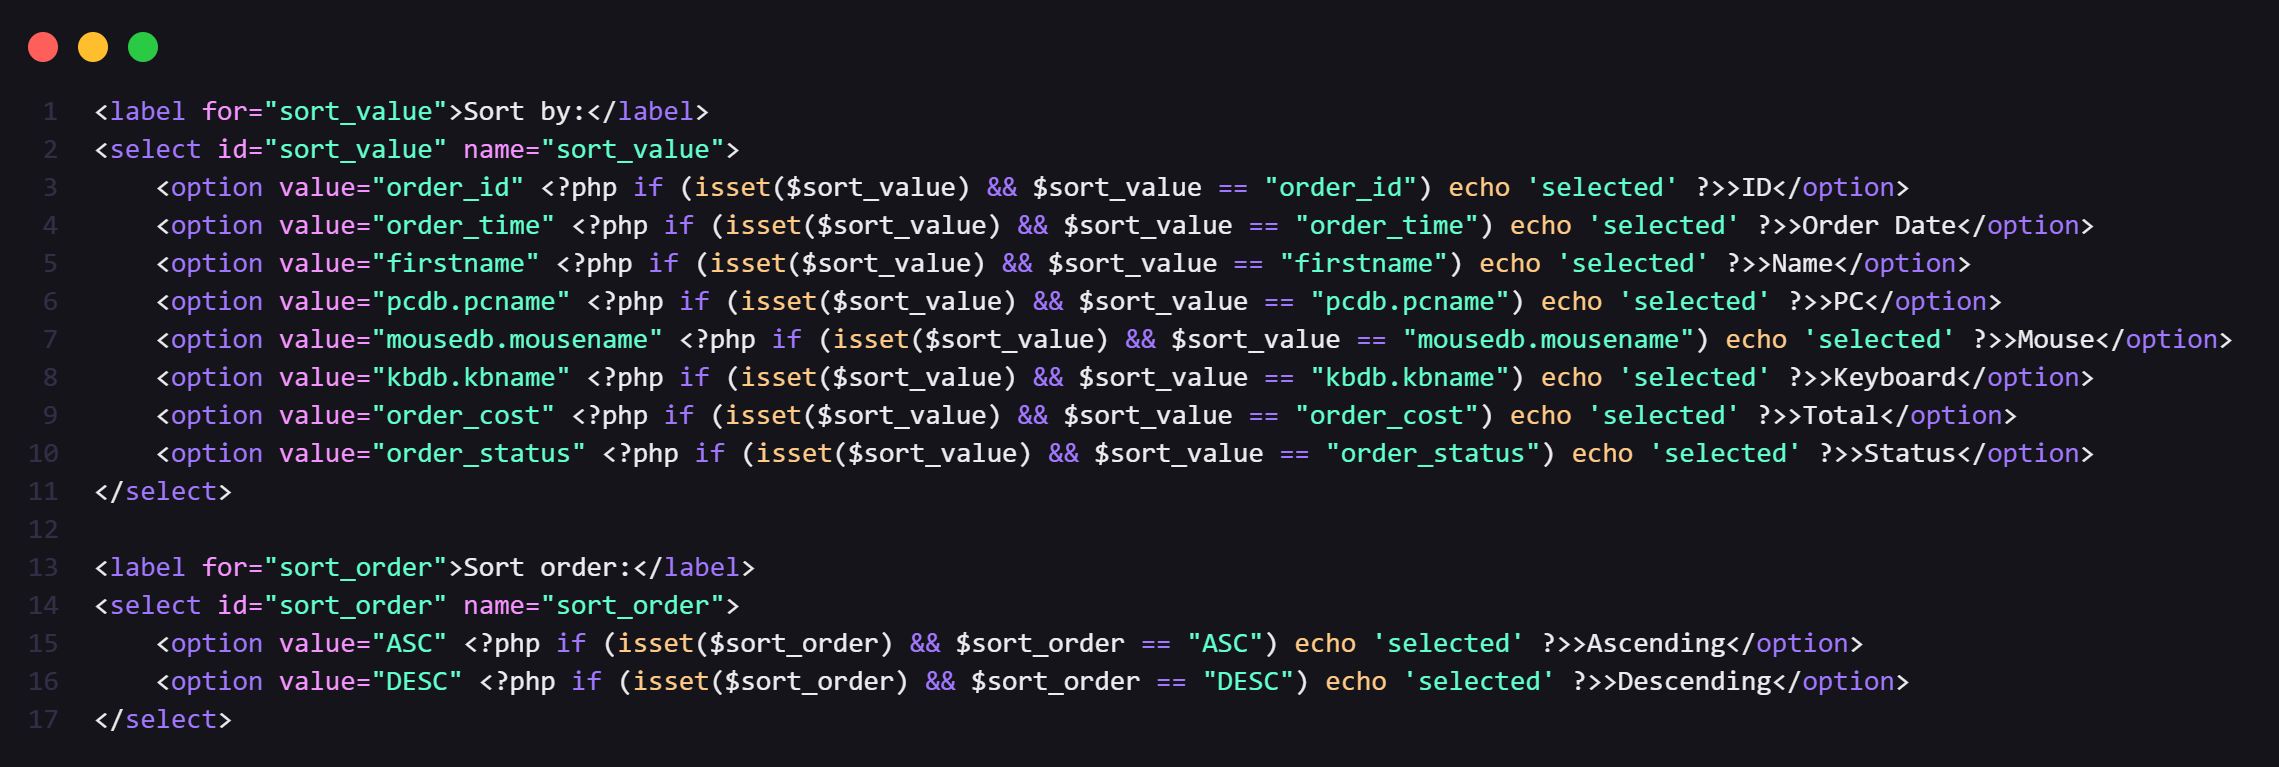 1 <label for="sort_value">Sort by:</label>
2 <select id="sort_value" name="sort_value">
3     <option value="order_id" <?php if (isset($sort_value) && $sort_value == "order_id") echo 'selected' ?>>ID</option>
4     <option value="order_time" <?php if (isset($sort_value) && $sort_value == "order_time") echo 'selected' ?>>Order Date</option>
5     <option value="firstname" <?php if (isset($sort_value) && $sort_value == "firstname") echo 'selected' ?>>Name</option>
6     <option value="pcdb.pcname" <?php if (isset($sort_value) && $sort_value == "pcdb.pcname") echo 'selected' ?>>PC</option>
7     <option value="mousedb.mousename" <?php if (isset($sort_value) && $sort_value == "mousedb.mousename") echo 'selected' ?>>Mouse</option>
8     <option value="kbdb.kbname" <?php if (isset($sort_value) && $sort_value == "kbdb.kbname") echo 'selected' ?>>Keyboard</option>
9     <option value="order_cost" <?php if (isset($sort_value) && $sort_value == "order_cost") echo 'selected' ?>>Total</option>
10     <option value="order_status" <?php if (isset($sort_value) && $sort_value == "order_status") echo 'selected' ?>>Status</option>
11 </select>
12
13 <label for="sort_order">Sort order:</label>
14 <select id="sort_order" name="sort_order">
15     <option value="ASC" <?php if (isset($sort_order) && $sort_order == "ASC") echo 'selected' ?>>Ascending</option>
16     <option value="DESC" <?php if (isset($sort_order) && $sort_order == "DESC") echo 'selected' ?>>Descending</option>
17 </select>